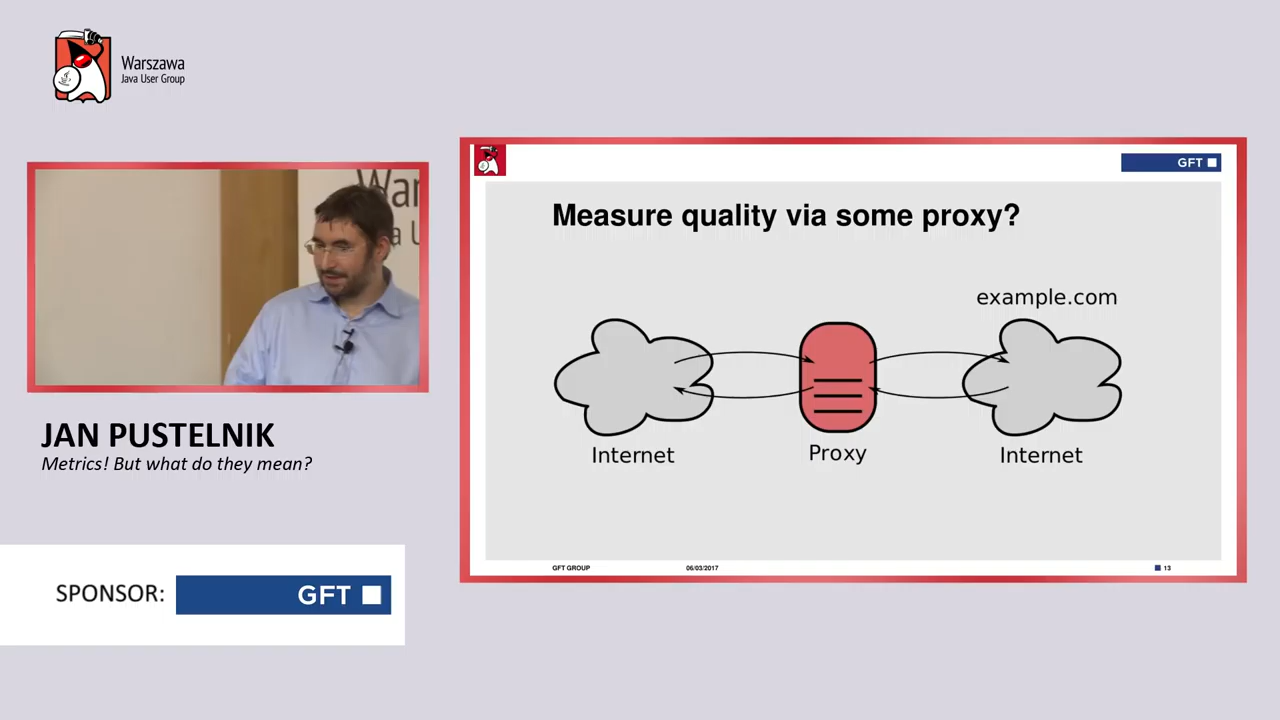 Warszawa
Java User Group
War
a U
JAN PUSTELNIK
Metrics! But what do they mean?
SPONSOR:
GFT
GFT
Measure quality via some proxy?
example.com
Internet
Proxy
Internet
GFT GROUP
06/03/2017
13